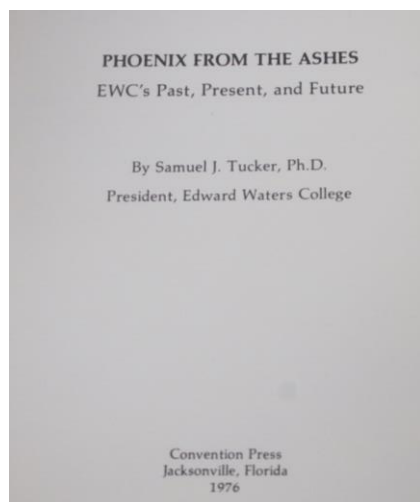 PHOENIX FROM THE ASHES
EWC's Past, Present, and Future
By Samuel J. Tucker, Ph.D.
President, Edward Waters College
Convention Press
Jacksonville, Florida
1976